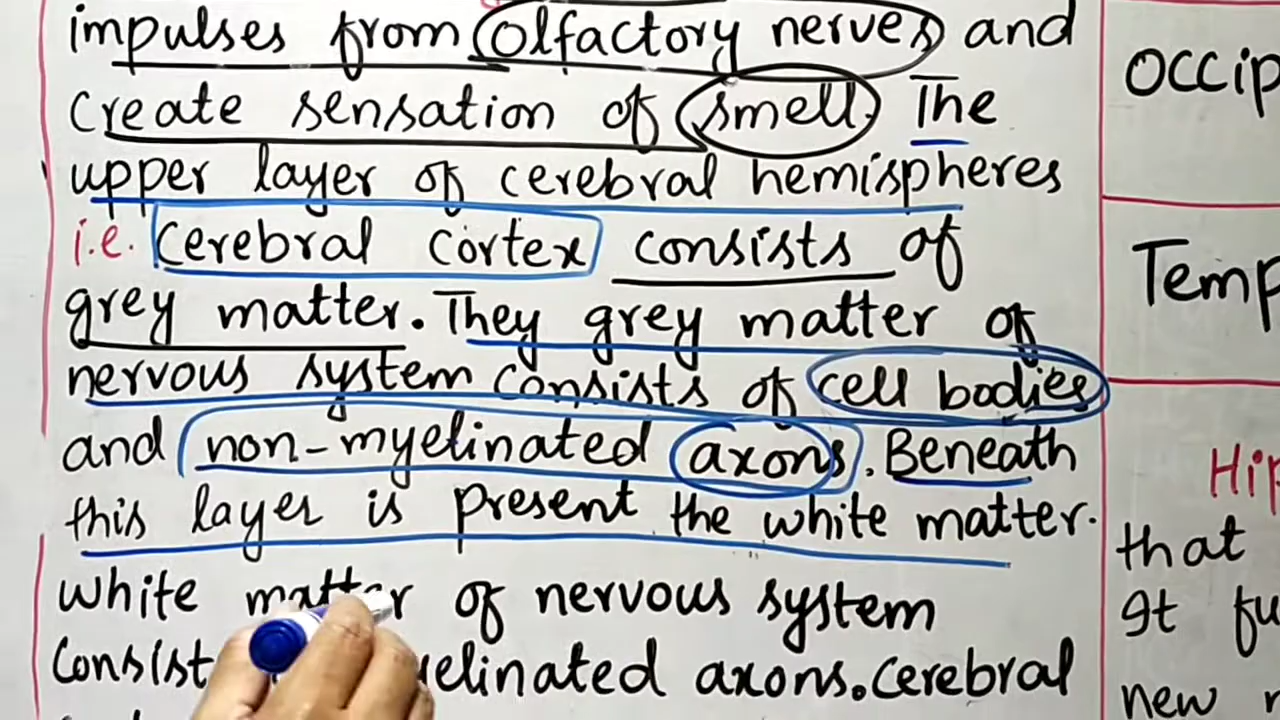 impulses from olfactory nerves and
create sensation of smell. The
upper layer of cerebral hemispheres
i.e. cerebral cortex consists of
grey matter. They grey matter of
nervous system consists of cell bodies
and non-myelinated axons. Beneath
this layer is present the white matter.
white matter of nervous system
consist axons. cerebral
Occip
Temp
Hip
that
It fu
new